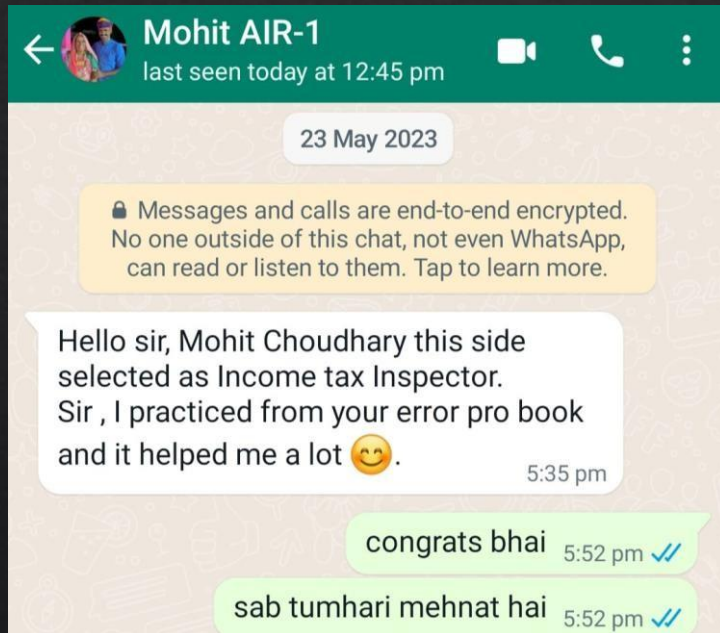 Mohit AIR-1
last seen today at 12:45 pm
23 May 2023
Messages and calls are end-to-end encrypted.
No one outside of this chat, not even WhatsApp,
can read or listen to them. Tap to learn more.
Hello sir, Mohit Choudhary this side
selected as Income tax Inspector.
Sir , I practiced from your error pro book
and it helped me a lot 😊.
5:35 pm
congrats bhai 5:52 pm
sab tumhari mehnat hai 5:52 pm